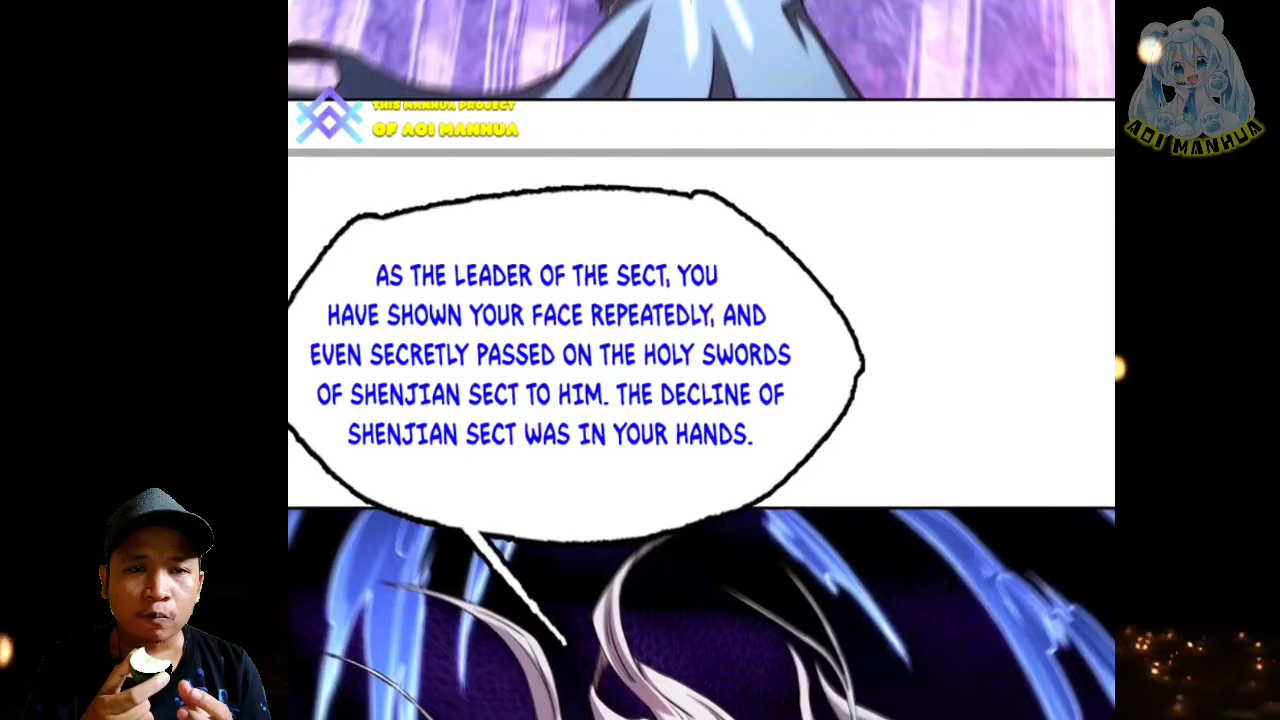 THIS MANHUA PROJECT
OF AOI MANHUA
AOI MANHUA
AS THE LEADER OF THE SECT, YOU
HAVE SHOWN YOUR FACE REPEATEDLY, AND
EVEN SECRETLY PASSED ON THE HOLY SWORDS
OF SHENJIAN SECT TO HIM. THE DECLINE OF
SHENJIAN SECT WAS IN YOUR HANDS.